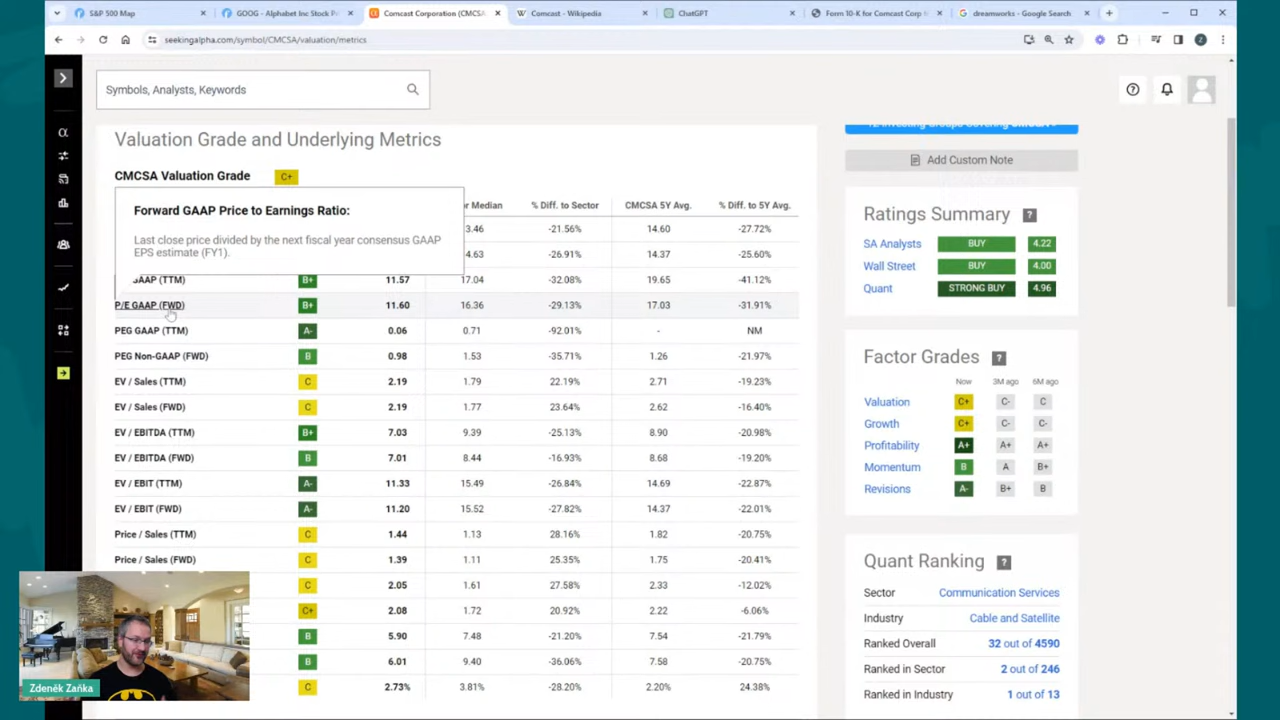 S&P 500 Map
GOOG - Alphabet Inc Stock P
Comcast Corporation (CMCSA
Comcast - Wikipedia
ChatGPT
Form 10-K for Comcast Corp
dreamworks - Google Search
seekingalpha.com/symbol/CMCSA/valuation/metrics
Symbols, Analysts, Keywords
Valuation Grade and Underlying Metrics
CMCSA Valuation Grade C+
Forward GAAP Price to Earnings Ratio:
Last close price divided by the next fiscal year consensus GAAP
EPS estimate (FY1).
Median % Diff. to Sector CMCSA 5Y Avg. % Diff. to 5Y Avg.
3.46 -21.56% 14.60 -27.72%
4.63 -26.91% 14.37 -25.60%
GAAP (TTM) B+ 11.57 17.04 -32.08% 19.65 -41.12%
P/E GAAP (FWD) B+ 11.60 16.36 -29.13% 17.03 -31.91%
PEG GAAP (TTM) A- 0.06 0.71 -92.01% - NM
PEG Non-GAAP (FWD) B 0.98 1.53 -35.71% 1.26 -21.97%
EV / Sales (TTM) C 2.19 1.79 22.19% 2.71 -19.23%
EV / Sales (FWD) C 2.19 1.77 23.64% 2.62 -16.40%
EV / EBITDA (TTM) B+ 7.03 9.39 -25.13% 8.90 -20.98%
EV / EBITDA (FWD) B 7.01 8.44 -16.93% 8.68 -19.20%
EV / EBIT (TTM) A- 11.33 15.49 -26.84% 14.69 -22.87%
EV / EBIT (FWD) A- 11.20 15.52 -27.82% 14.37 -22.01%
Price / Sales (TTM) C 1.44 1.13 28.16% 1.82 -20.75%
Price / Sales (FWD) C 1.39 1.11 25.35% 1.75 -20.41%
C 2.05 1.61 27.58% 2.33 -12.02%
C+ 2.08 1.72 20.92% 2.22 -6.06%
B 5.90 7.48 -21.20% 7.54 -21.79%
B 6.01 9.40 -36.06% 7.58 -20.75%
C 2.73% 3.81% -28.20% 2.20% 24.38%
Zdeněk Zaňka
Add Custom Note
Ratings Summary ?
SA Analysts BUY 4.22
Wall Street BUY 4.00
Quant STRONG BUY 4.96
Factor Grades ?
Now 3M ago 6M ago
Valuation C+ C- C
Growth C+ C- C-
Profitability A+ A+ A+
Momentum B A B+
Revisions A- B+ B
Quant Ranking ?
Sector Communication Services
Industry Cable and Satellite
Ranked Overall 32 out of 4590
Ranked in Sector 2 out of 246
Ranked in Industry 1 out of 13